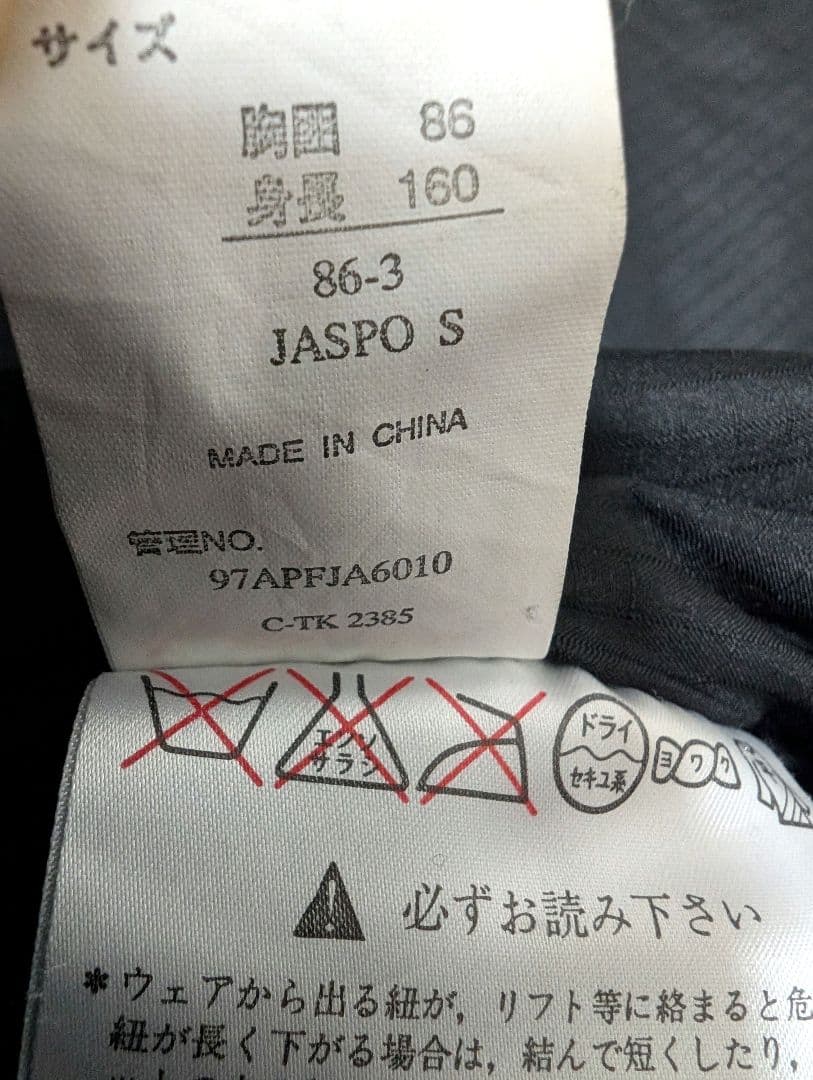 サイズ
胸囲 86
身長 160
86-3
JASPO S
MADE IN CHINA
管理NO.
97APFJA6010
C-TK 2385
エンソ
サラシ
ドライ
セキユ系
ヨワク
必ずお読み下さい
*ウェアから出る紐が，リフト等に絡まると危
紐が長く下がる場合は，結んで短くしたり，